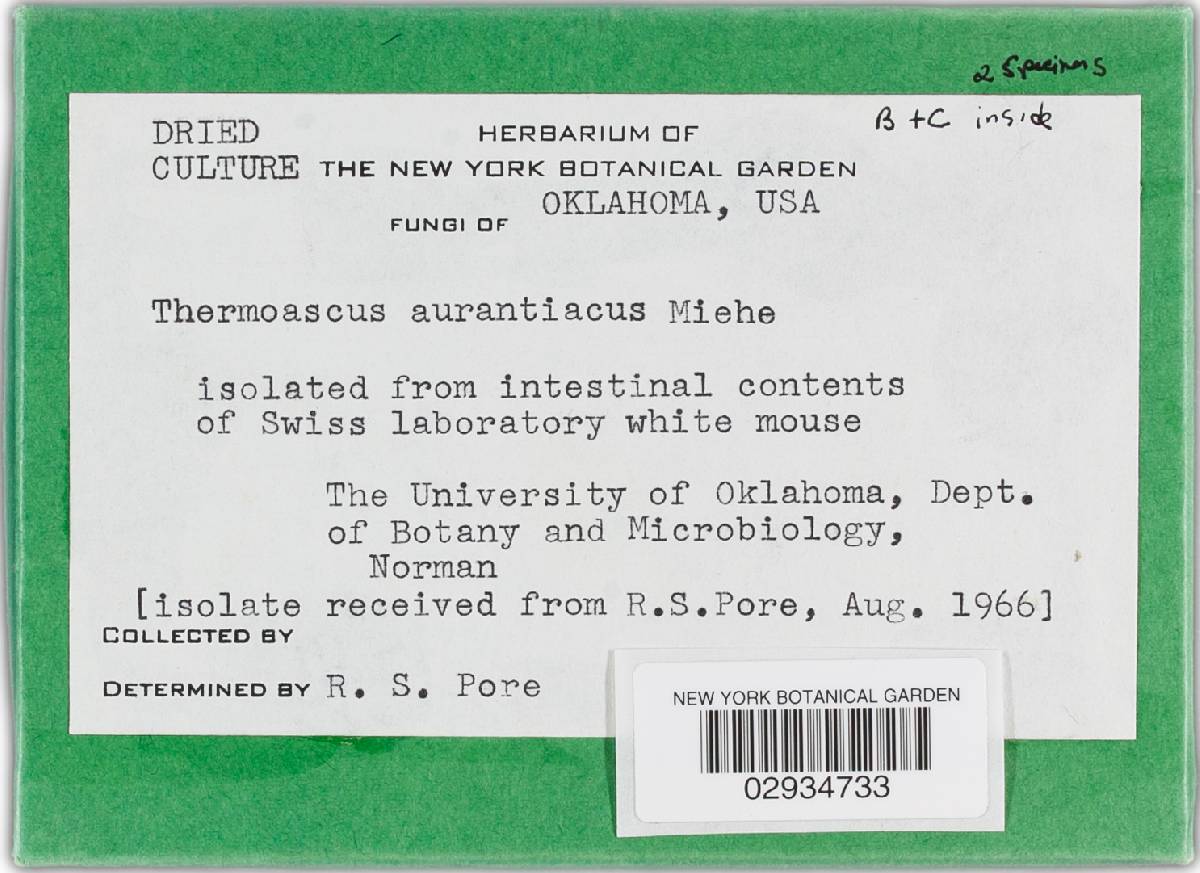 2 Specimens
B + C inside
DRIED HERBARIUM OF
CULTURE THE NEW YORK BOTANICAL GARDEN
FUNGI OF OKLAHOMA, USA
Thermoascus aurantiacus Miehe
isolated from intestinal contents
of Swiss laboratory white mouse
The University of Oklahoma, Dept.
of Botany and Microbiology,
Norman
[isolate received from R.S.Pore, Aug. 1966]
COLLECTED BY
DETERMINED BY R. S. Pore
NEW YORK BOTANICAL GARDEN
02934733